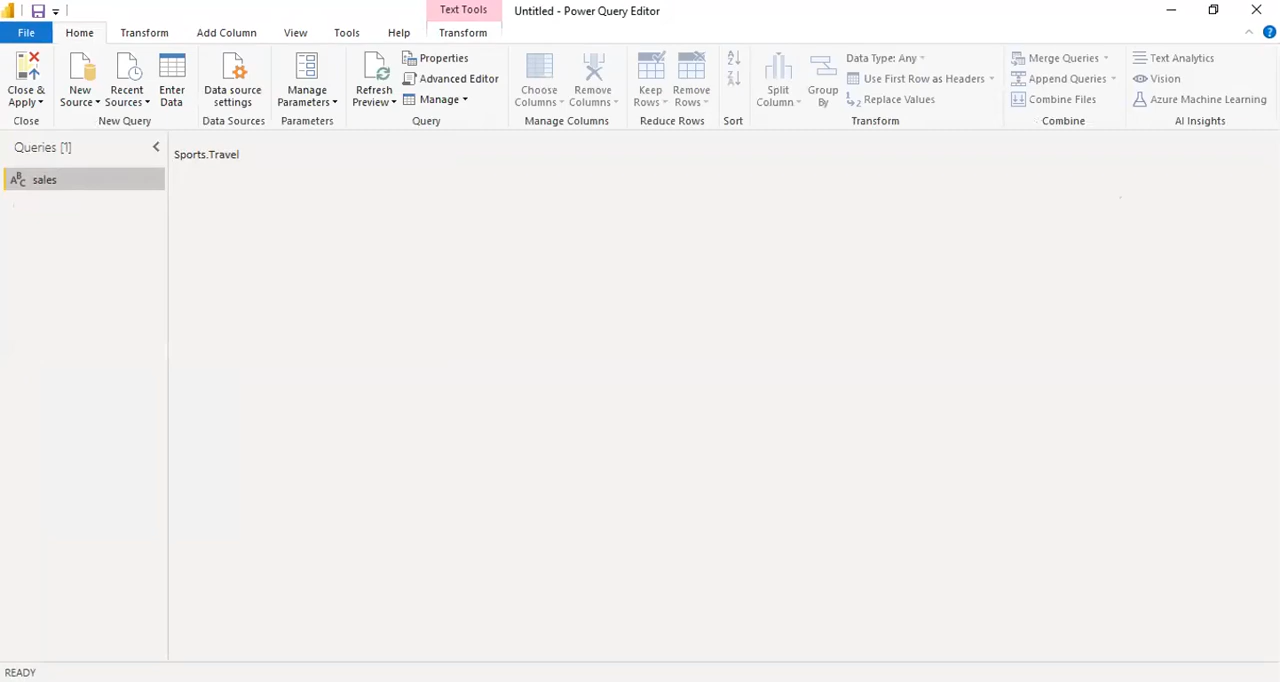 Text Tools
Untitled - Power Query Editor
File Home Transform Add Column View Tools Help Transform
Close & Apply
New Source
Recent Sources
Enter Data
Data source settings
Manage Parameters
Refresh Preview
Properties
Advanced Editor
Manage
Choose Columns
Remove Columns
Keep Rows
Remove Rows
Split Column
Group By
Data Type: Any
Use First Row as Headers
Replace Values
Merge Queries
Append Queries
Combine Files
Text Analytics
Vision
Azure Machine Learning
Close New Query Data Sources Parameters Query Manage Columns Reduce Rows Sort Transform Combine AI Insights
Queries [1]
Sports.Travel
ABC sales
READY